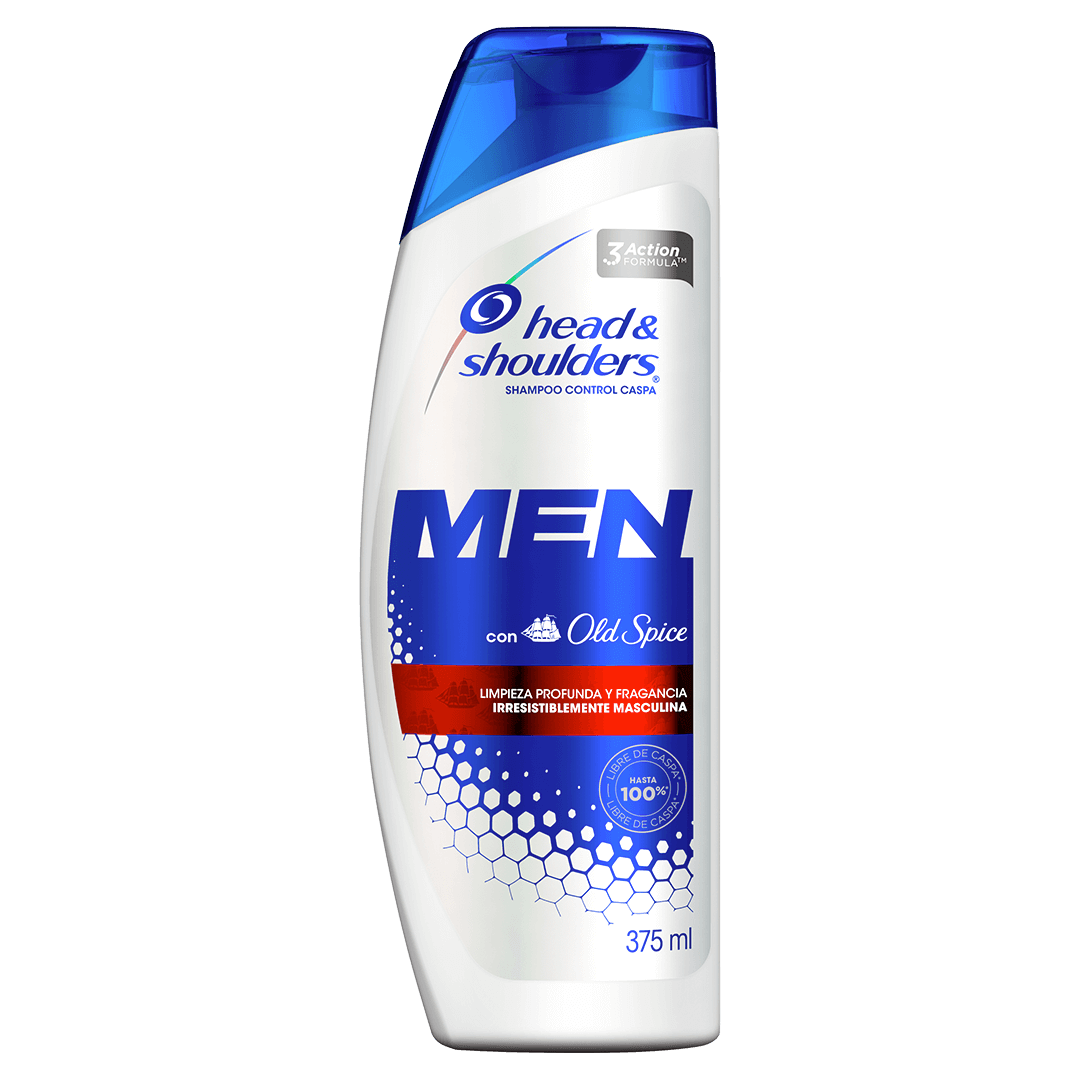 3 Action
FORMULA™
head &
shoulders®
SHAMPOO CONTROL CASPA
MEN
con Old Spice
LIMPIEZA PROFUNDA Y FRAGANCIA
IRRESISTIBLEMENTE MASCULINA
LIBRE DE CASPA*
HASTA
100%*
LIBRE DE CASPA*
375 ml